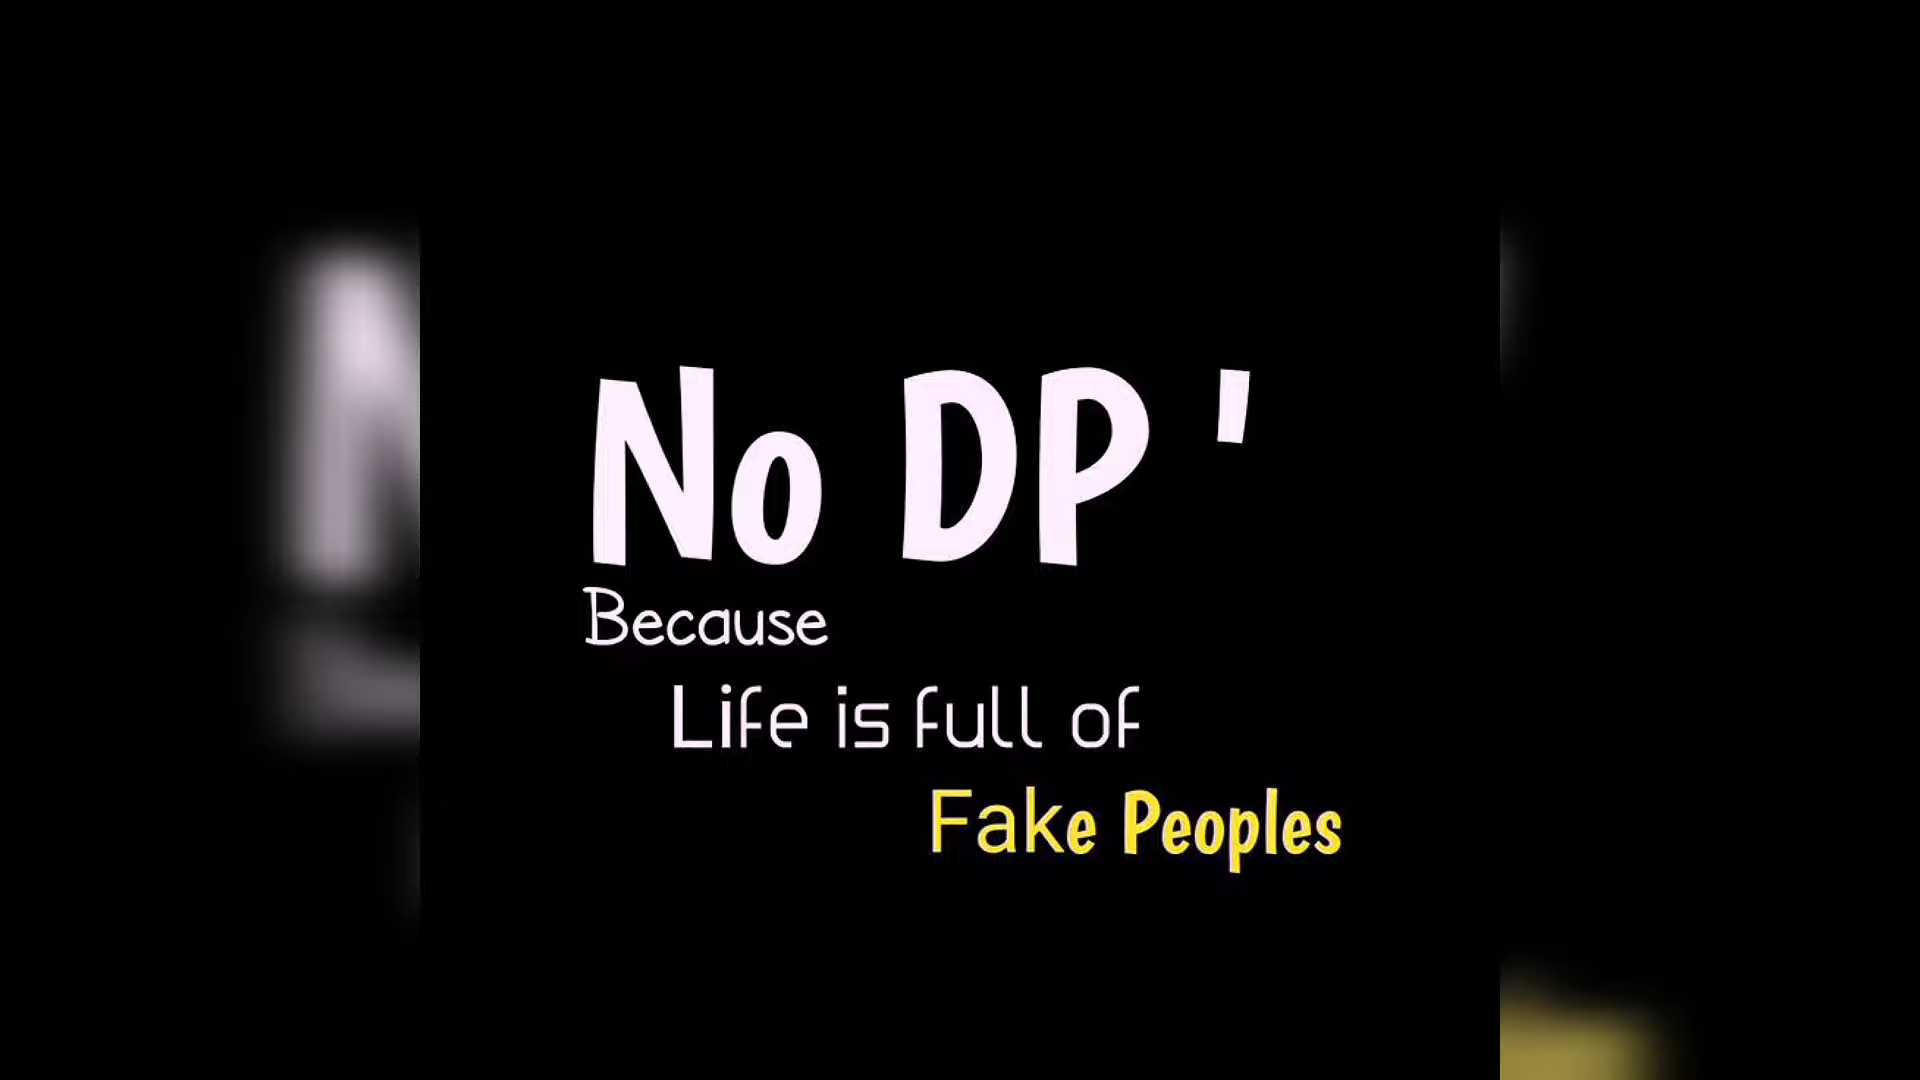 No DP '
Because
Life is full of
Fake Peoples